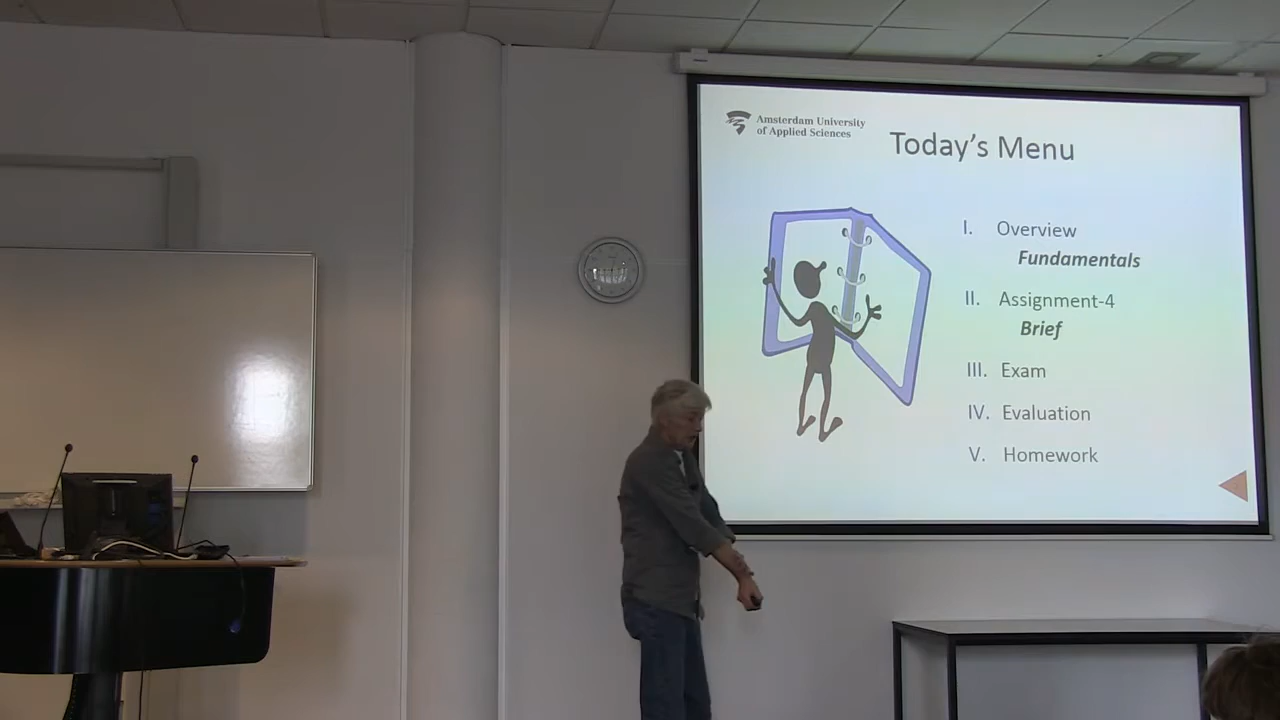 Amsterdam University
of Applied Sciences
Today's Menu
I. Overview
Fundamentals
II. Assignment-4
Brief
III. Exam
IV. Evaluation
V. Homework